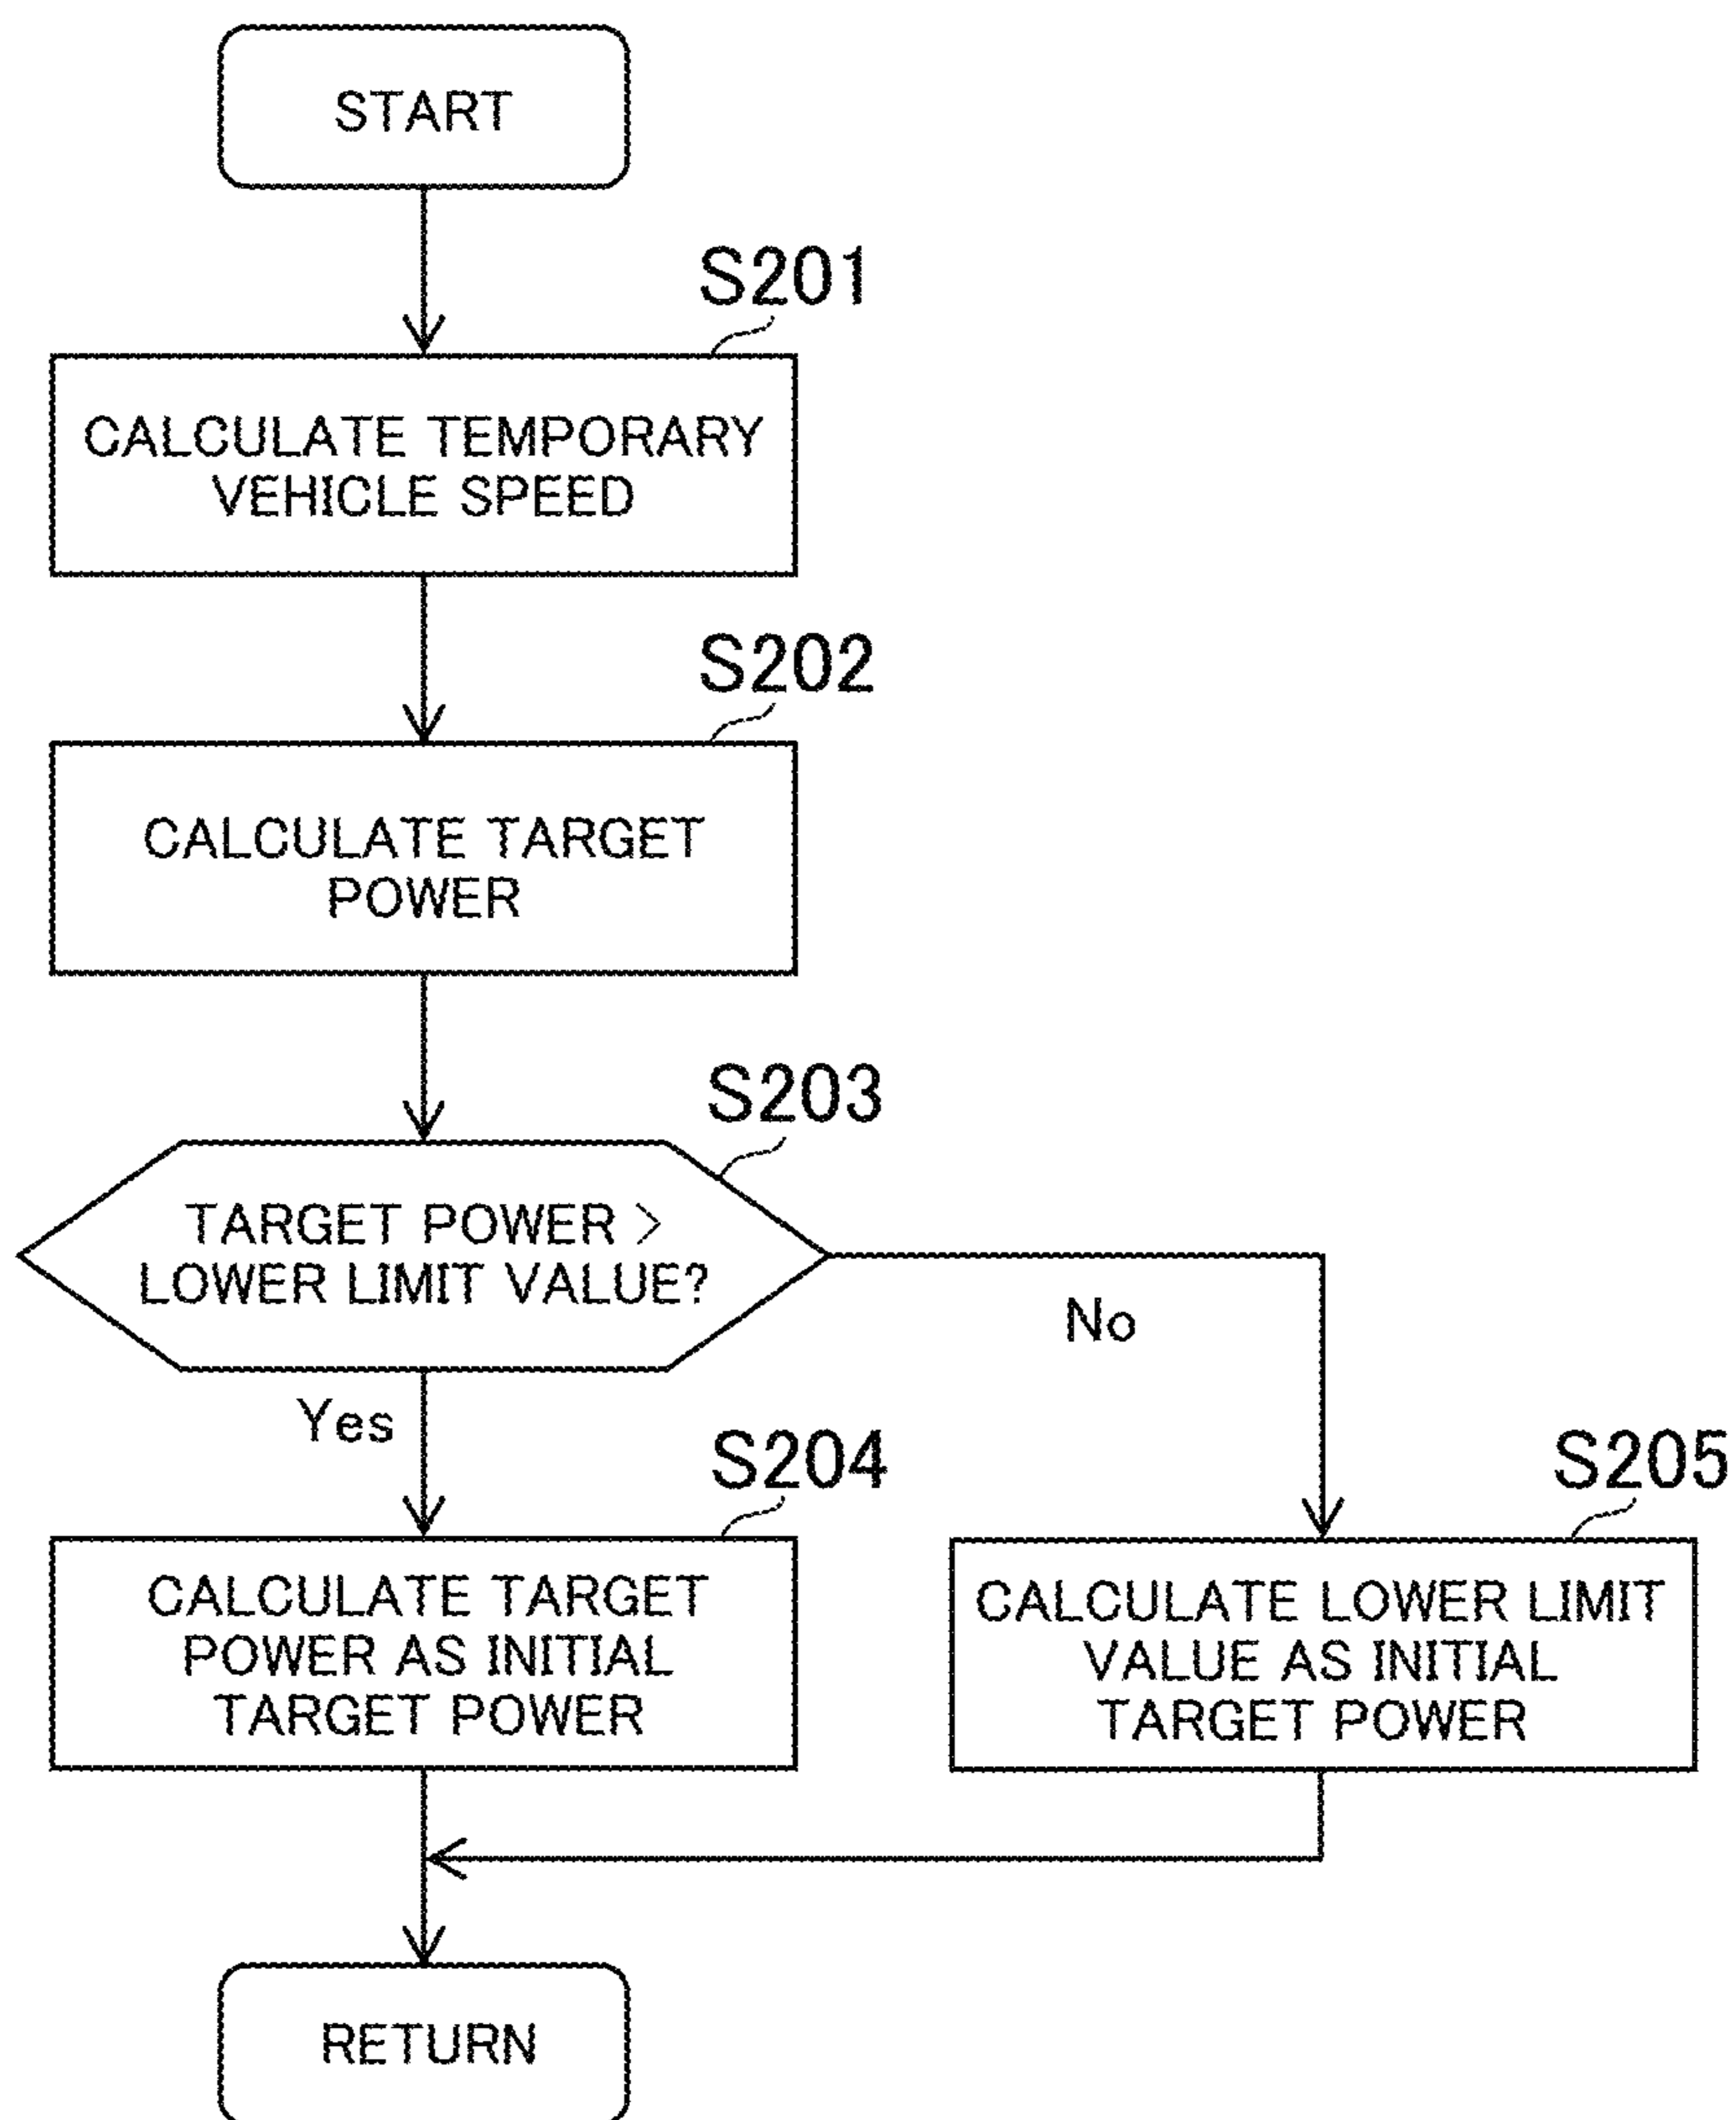 START
S201
CALCULATE TEMPORARY
VEHICLE SPEED
S202
CALCULATE TARGET
POWER
S203
TARGET POWER >
LOWER LIMIT VALUE?
No
Yes
S204
CALCULATE TARGET
POWER AS INITIAL
TARGET POWER
S205
CALCULATE LOWER LIMIT
VALUE AS INITIAL
TARGET POWER
RETURN